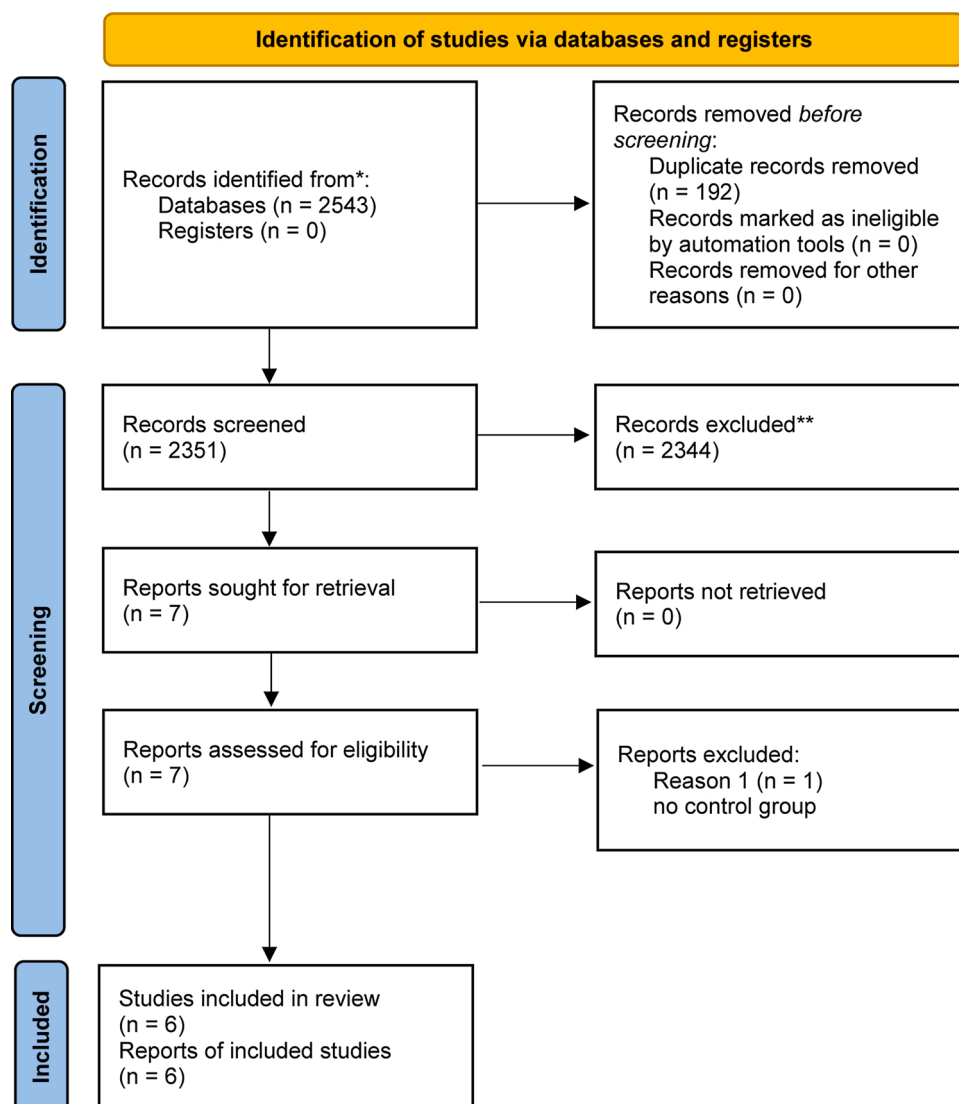 Identification of studies via databases and registers
Identification
Records identified from*:
Databases (n = 2543)
Registers (n = 0)
Records removed before
screening:
Duplicate records removed
(n = 192)
Records marked as ineligible
by automation tools (n = 0)
Records removed for other
reasons (n = 0)
Screening
Records screened
(n = 2351)
Records excluded**
(n = 2344)
Reports sought for retrieval
(n = 7)
Reports not retrieved
(n = 0)
Reports assessed for eligibility
(n = 7)
Reports excluded:
Reason 1 (n = 1)
no control group
Included
Studies included in review
(n = 6)
Reports of included studies
(n = 6)